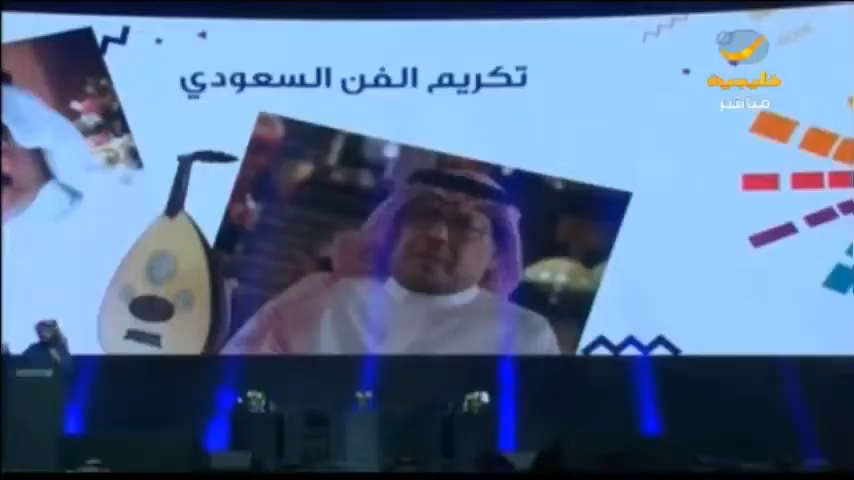 تكريم الفن السعودي
خليجية
مباشر